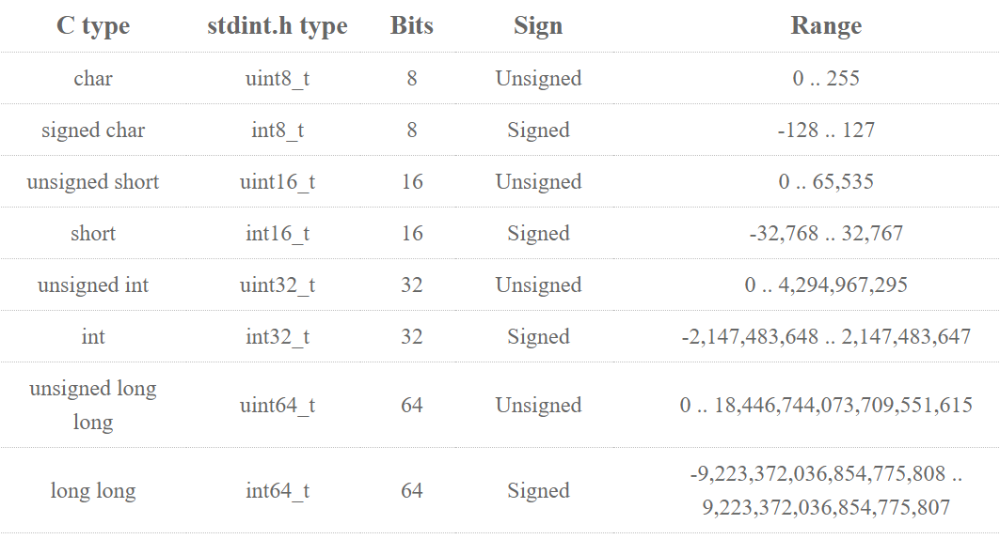 C type stdint.h type Bits Sign Range
char uint8_t 8 Unsigned 0 .. 255
signed char int8_t 8 Signed -128 .. 127
unsigned short uint16_t 16 Unsigned 0 .. 65,535
short int16_t 16 Signed -32,768 .. 32,767
unsigned int uint32_t 32 Unsigned 0 .. 4,294,967,295
int int32_t 32 Signed -2,147,483,648 .. 2,147,483,647
unsigned long
long uint64_t 64 Unsigned 0 .. 18,446,744,073,709,551,615
long long int64_t 64 Signed -9,223,372,036,854,775,808 ..
9,223,372,036,854,775,807